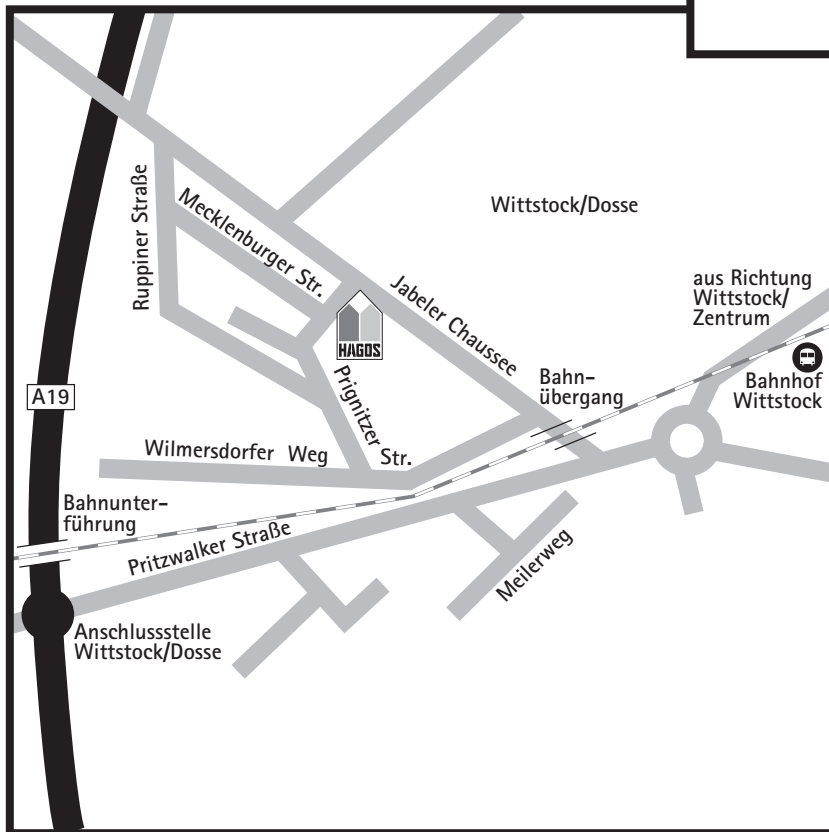 Wittstock/Dosse
Ruppiner Straße
Mecklenburger Str.
Jabeler Chaussee
aus Richtung
Wittstock/
Zentrum
HAGOS
Bahn-
übergang
Bahnhof
Wittstock
A19
Prignitzer Str.
Wilmersdorfer Weg
Bahnunter-
führung
Pritzwalker Straße
Meilerweg
Anschlussstelle
Wittstock/Dosse